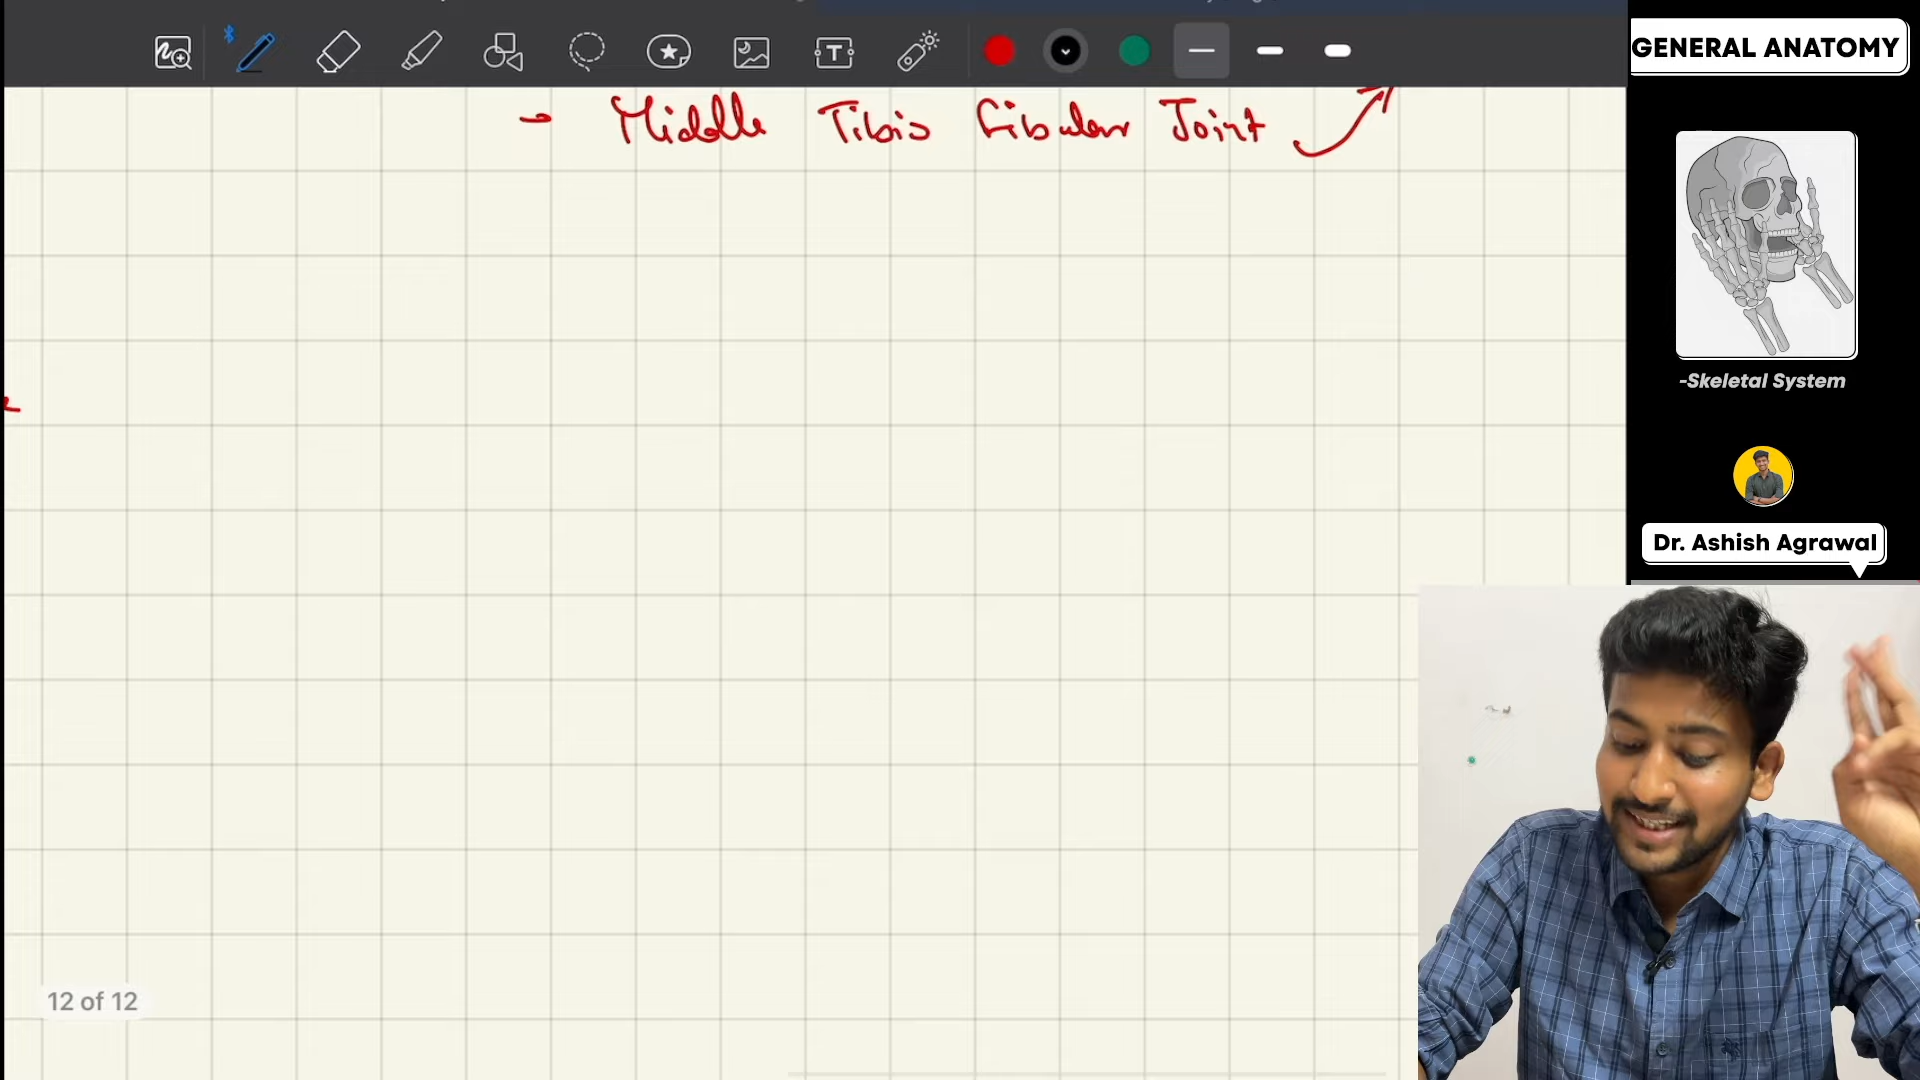 GENERAL ANATOMY
- Middle Tibio Fibular Joint
-Skeletal System
Dr. Ashish Agrawal
12 of 12